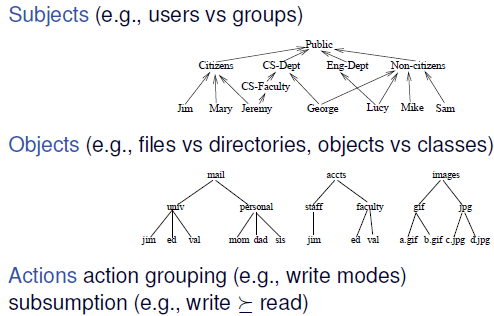 Subjects (e.g., users vs groups)
Public
Citizens CS-Dept Eng-Dept Non-citizens
CS-Faculty
Jim Mary Jeremy George Lucy Mike Sam
Objects (e.g., files vs directories, objects vs classes)
mail accts images
univ personal staff faculty gif jpg
jim ed val mom dad sis jim ed val a.gif b.gif c.jpg d.jpg
Actions action grouping (e.g., write modes)
subsumption (e.g., write ⪰ read)